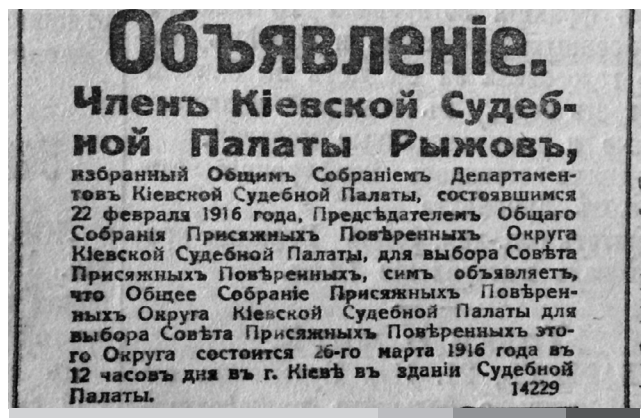 Объявленіе.
Членъ Кіевской Судеб-
ной Палаты Рыжовъ,
избранный Общимъ Собраніемъ Департамен-
товъ Кіевской Судебной Палаты, состоявшимся
22 февраля 1916 года, Предсѣдателемъ Общаго
Собранія Присяжныхъ Повѣренныхъ Округа
Кіевской Судебной Палаты, для выбора Совѣта
Присяжныхъ Повѣренныхъ, симъ объявляетъ,
что Общее Собраніе Присяжныхъ Повѣрен-
ныхъ Округа Кіевской Судебной Палаты для
выбора Совѣта Присяжныхъ Повѣренныхъ это-
го Округа состоится 26-го марта 1916 года въ
12 часовъ дня въ г. Кіевѣ въ зданіи Судебной
Палаты. 14229